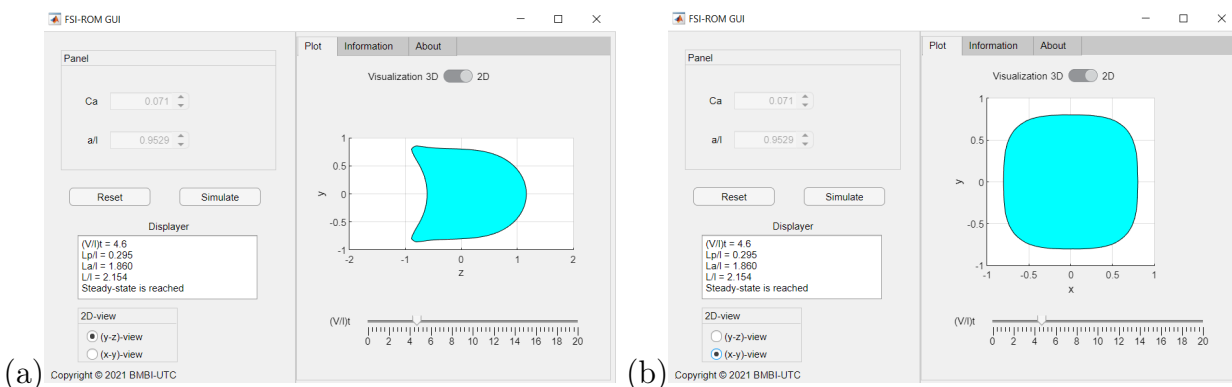 FSI-ROM GUI
Panel
Ca 0.071
a/l 0.9529
Reset Simulate
Displayer
(V/l)t = 4.6
Lp/l = 0.295
La/l = 1.860
L/l = 2.154
Steady-state is reached
2D-view
(y-z)-view
(x-y)-view
Copyright © 2021 BMBI-UTC
Plot Information About
Visualization 3D 2D
1
0.5
0
-0.5
-1
y
-2 -1 0 1 2
z
(V/l)t
0 2 4 6 8 10 12 14 16 18 20
(a)
FSI-ROM GUI
Panel
Ca 0.071
a/l 0.9529
Reset Simulate
Displayer
(V/l)t = 4.6
Lp/l = 0.295
La/l = 1.860
L/l = 2.154
Steady-state is reached
2D-view
(y-z)-view
(x-y)-view
Copyright © 2021 BMBI-UTC
Plot Information About
Visualization 3D 2D
1
0.5
0
-0.5
-1
y
-1 -0.5 0 0.5 1
x
(V/l)t
0 2 4 6 8 10 12 14 16 18 20
(b)